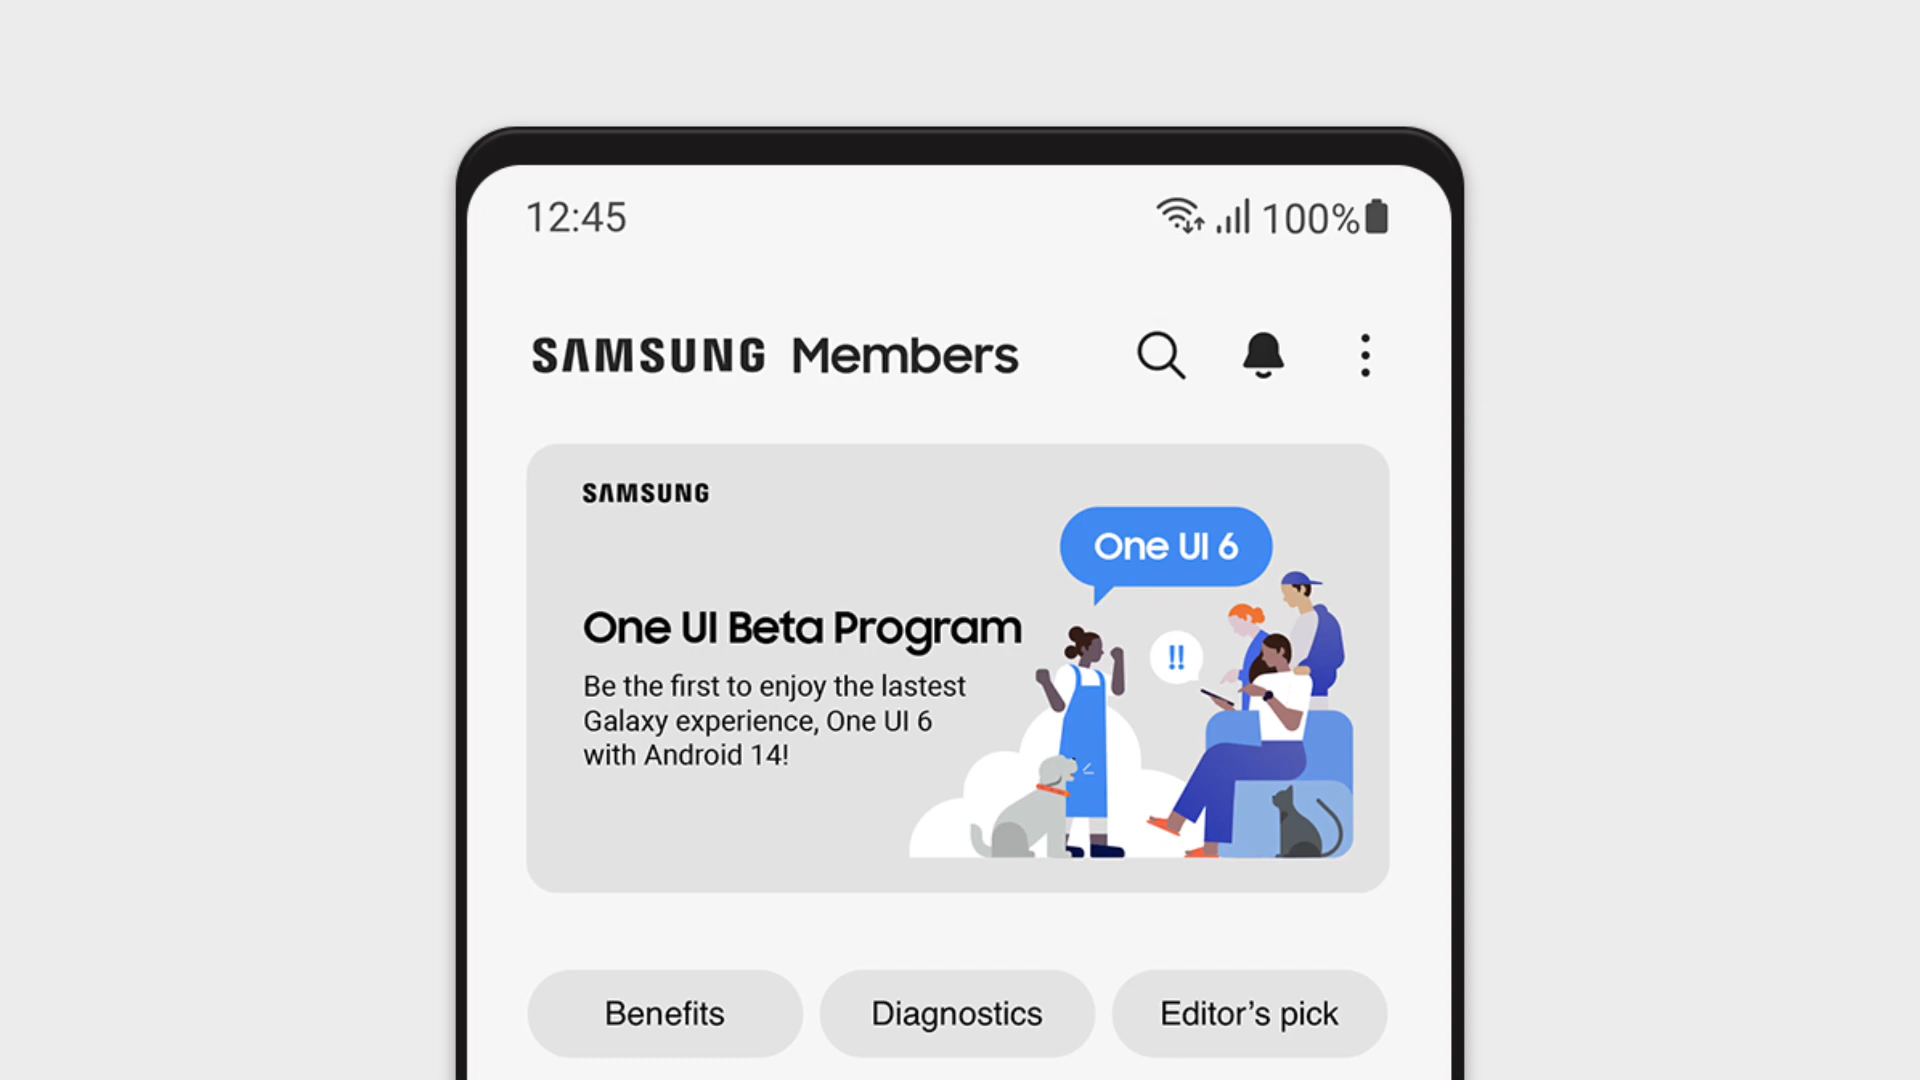 12:45 100%
SAMSUNG Members
SAMSUNG
One UI 6
One UI Beta Program
!!
Be the first to enjoy the lastest
Galaxy experience, One UI 6
with Android 14!
Benefits Diagnostics Editor’s pick